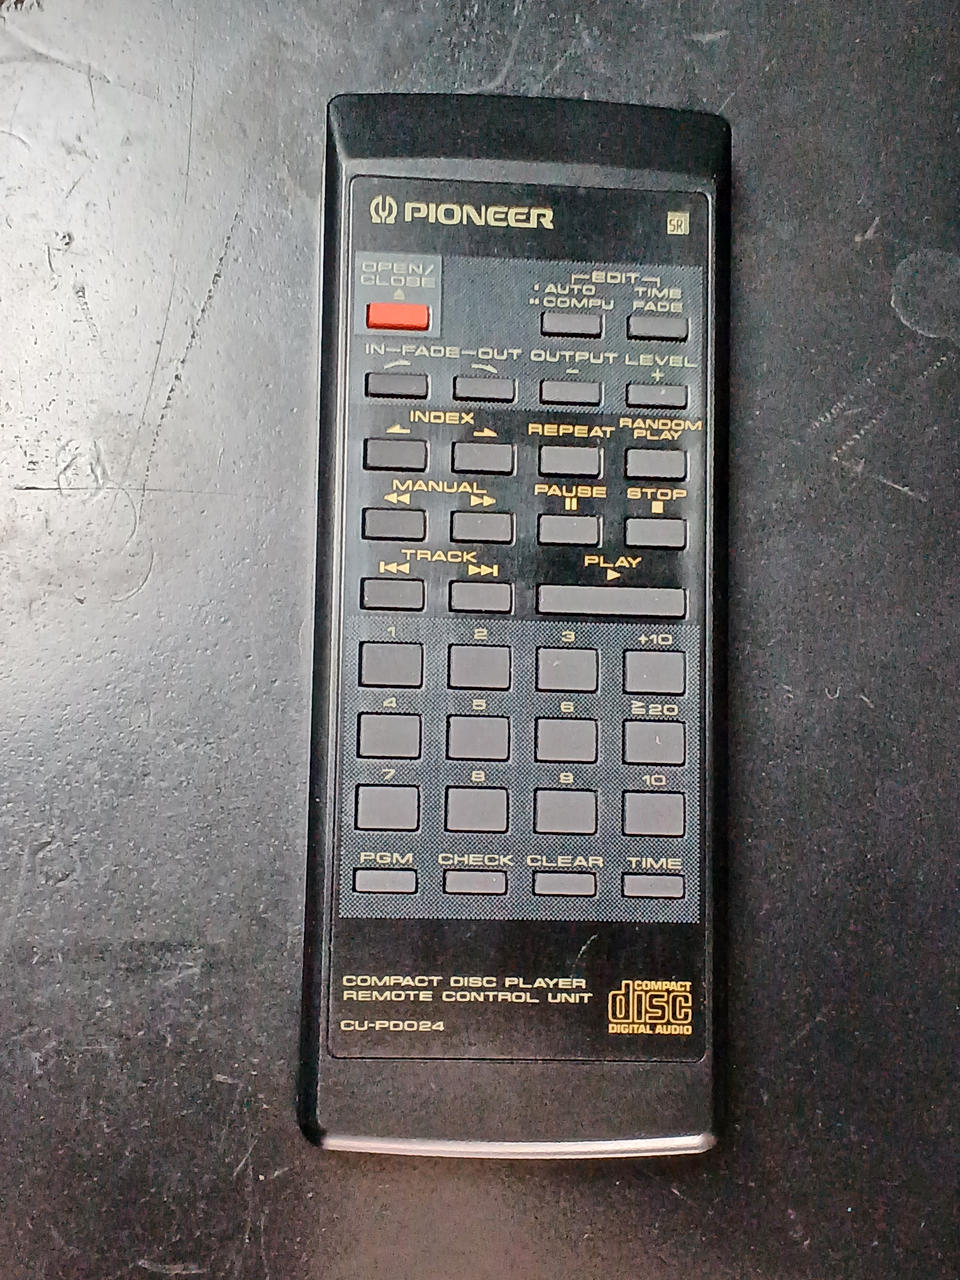 PIONEER
SR
OPEN/
CLOSE
EDIT
AUTO
COMPU
TIME
FADE
IN-FADE-OUT
OUTPUT LEVEL
- +
INDEX
REPEAT
RANDOM
PLAY
MANUAL
PAUSE
STOP
TRACK
PLAY
1 2 3 +10
4 5 6 ≧20
7 8 9 10
PGM CHECK CLEAR TIME
COMPACT DISC PLAYER
REMOTE CONTROL UNIT
CU-PD024
COMPACT
disc
DIGITAL AUDIO